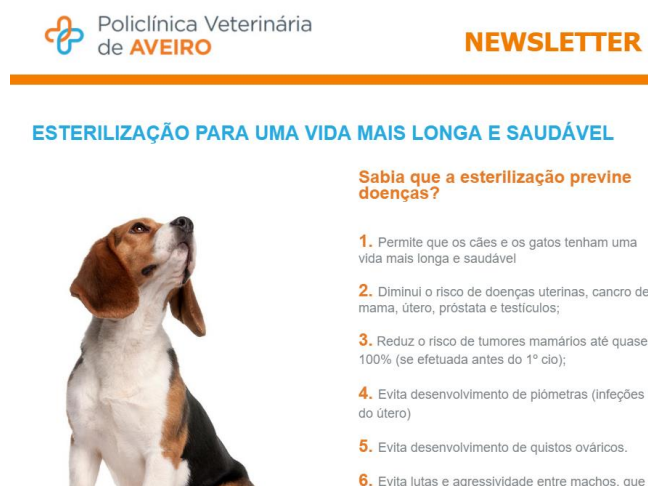 Policlínica Veterinária
de AVEIRO
NEWSLETTER
ESTERILIZAÇÃO PARA UMA VIDA MAIS LONGA E SAUDÁVEL
Sabia que a esterilização previne
doenças?
1. Permite que os cães e os gatos tenham uma
vida mais longa e saudável
2. Diminui o risco de doenças uterinas, cancro de
mama, útero, próstata e testículos;
3. Reduz o risco de tumores mamários até quase
100% (se efetuada antes do 1º cio);
4. Evita desenvolvimento de piómetras (infeções
do útero)
5. Evita desenvolvimento de quistos ováricos.
6. Evita lutas e agressividade entre machos, que